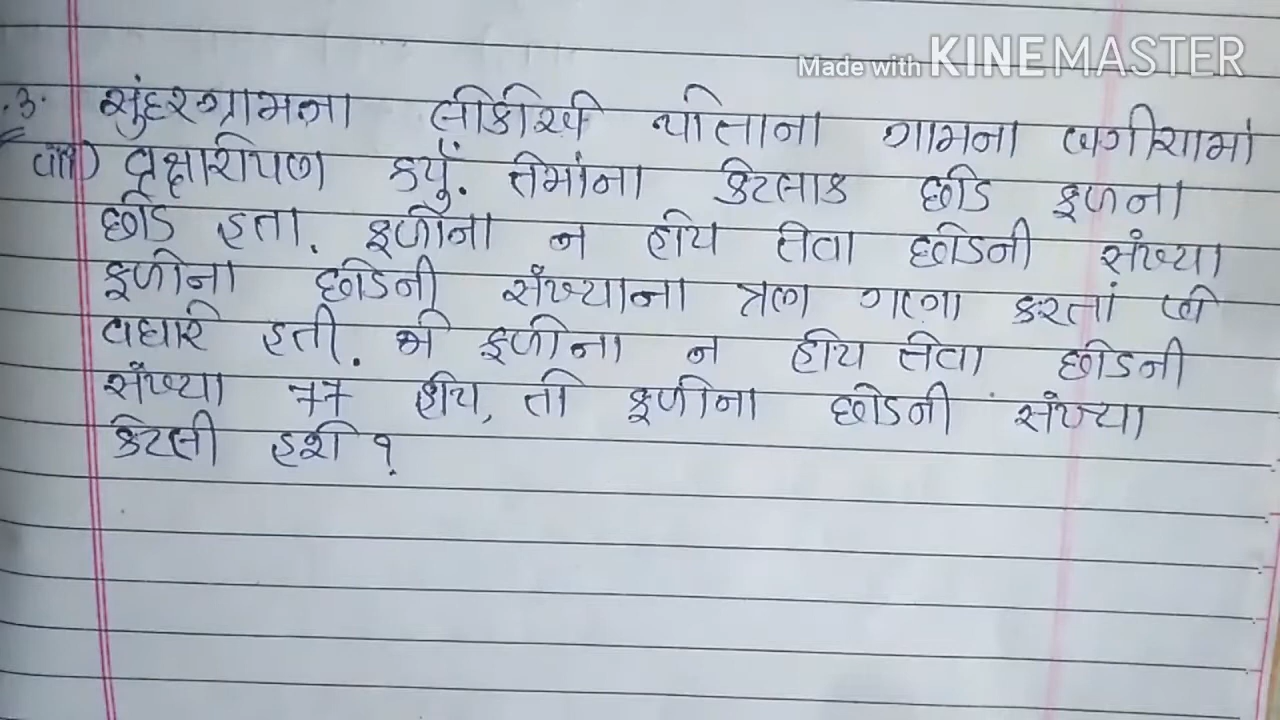 Made with KINEMASTER
.3. સુંદરગ્રામના લોકોએ પોતાના ગામના બગીચામાં
(iii) વૃક્ષારોપણ કર્યું. તેમાંના કેટલાક છોડ ફળના
છોડ હતા. ફળોના ન હોય તેવા છોડની સંખ્યા
ફળોના છોડની સંખ્યાના ત્રણ ગણા કરતાં બે
વધારે હતી. જો ફળોના ન હોય તેવા છોડની
સંખ્યા ૭૭ હોય, તો ફળોના છોડની સંખ્યા
કેટલી હશે ?